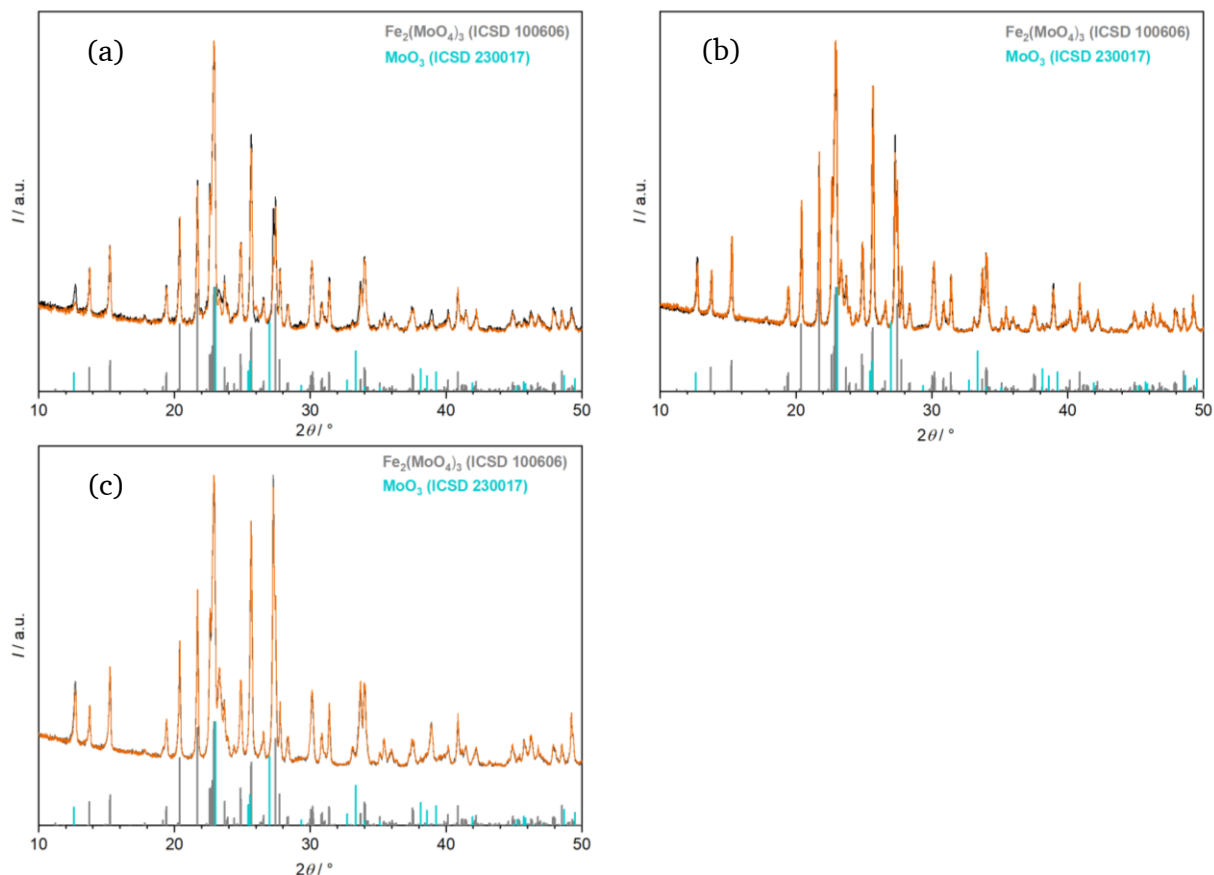 (a)
Fe₂(MoO₄)₃ (ICSD 100606)
MoO₃ (ICSD 230017)
I / a.u.
10 20 30 40 50
2θ / °
(b)
Fe₂(MoO₄)₃ (ICSD 100606)
MoO₃ (ICSD 230017)
I / a.u.
10 20 30 40 50
2θ / °
(c)
Fe₂(MoO₄)₃ (ICSD 100606)
MoO₃ (ICSD 230017)
I / a.u.
10 20 30 40 50
2θ / °